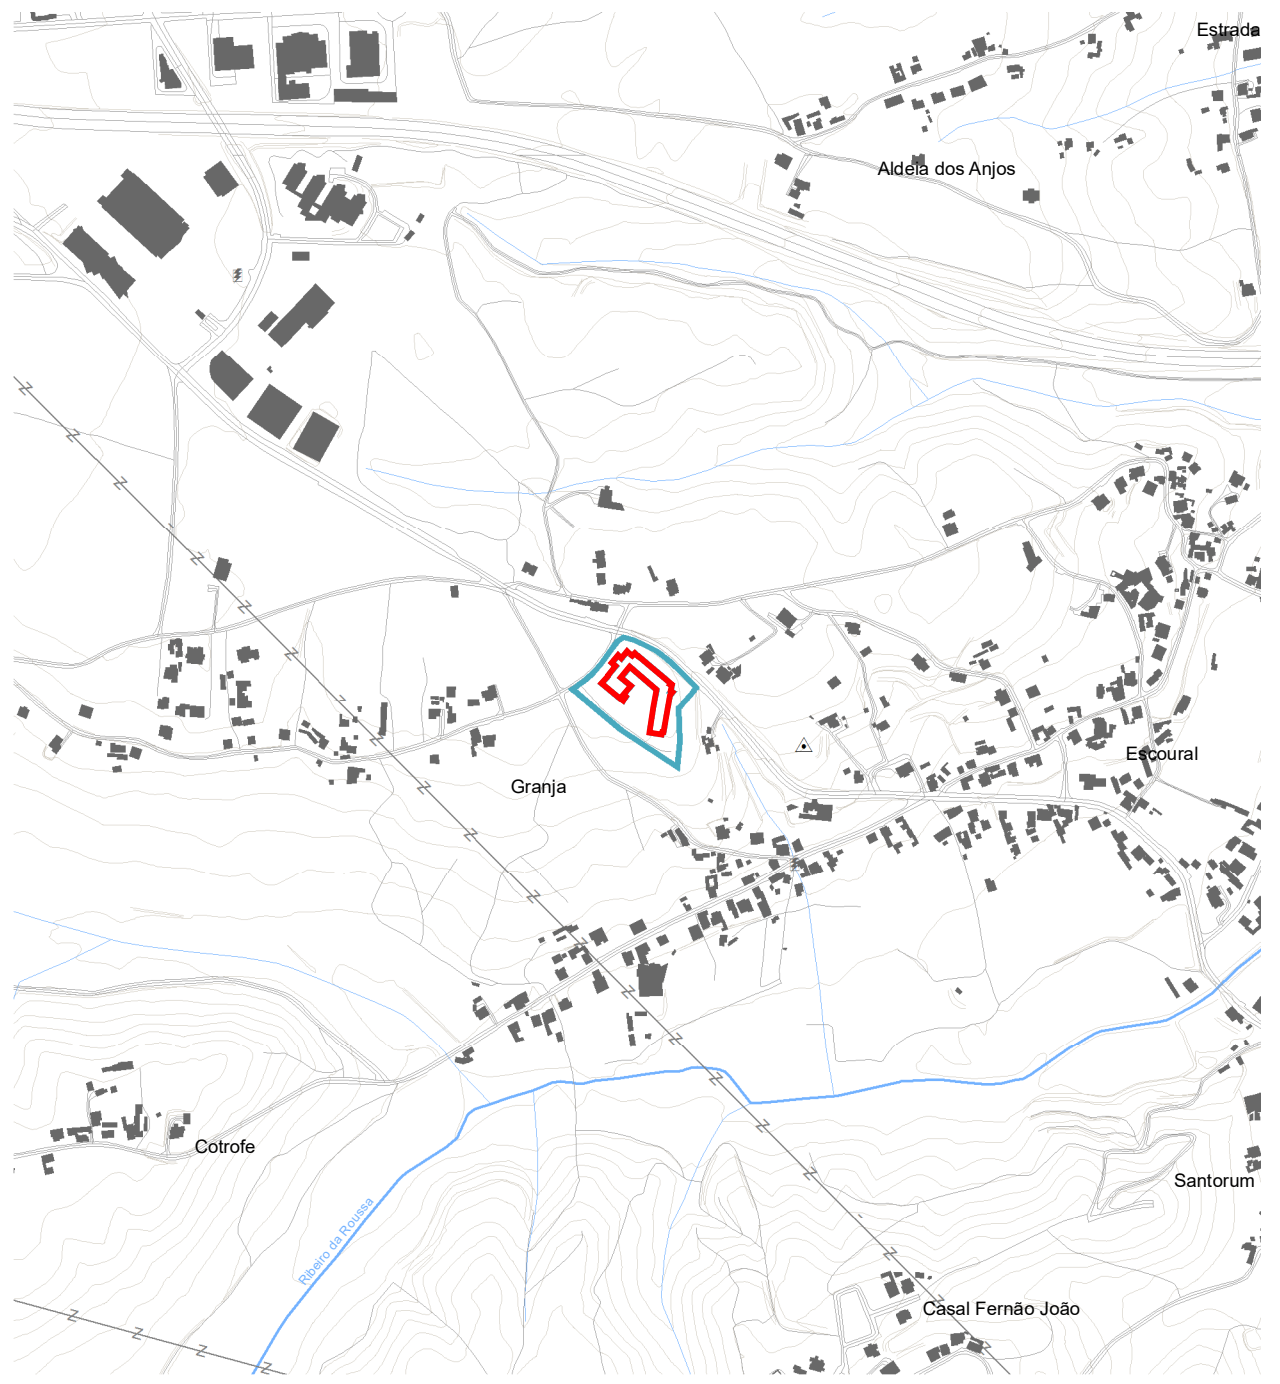 Estrada
Aldeia dos Anjos
Escoural
Granja
Cotrofe
Santorum
Ribeiro da Roussa
Casal Fernão João